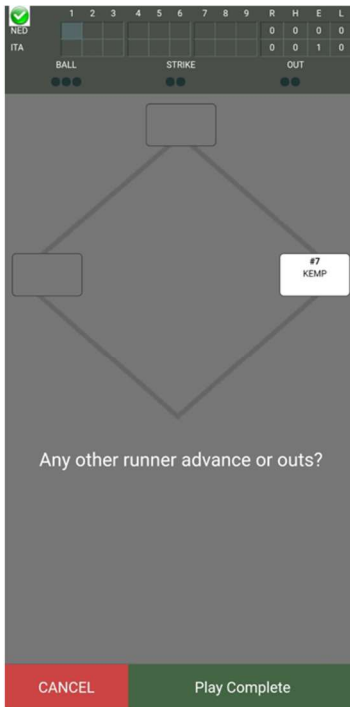 1 2 3 4 5 6 7 8 9 R H E L
NED 0 0 0 0
ITA 0 0 1 0
BALL STRIKE OUT
#7
KEMP
Any other runner advance or outs?
CANCEL Play Complete